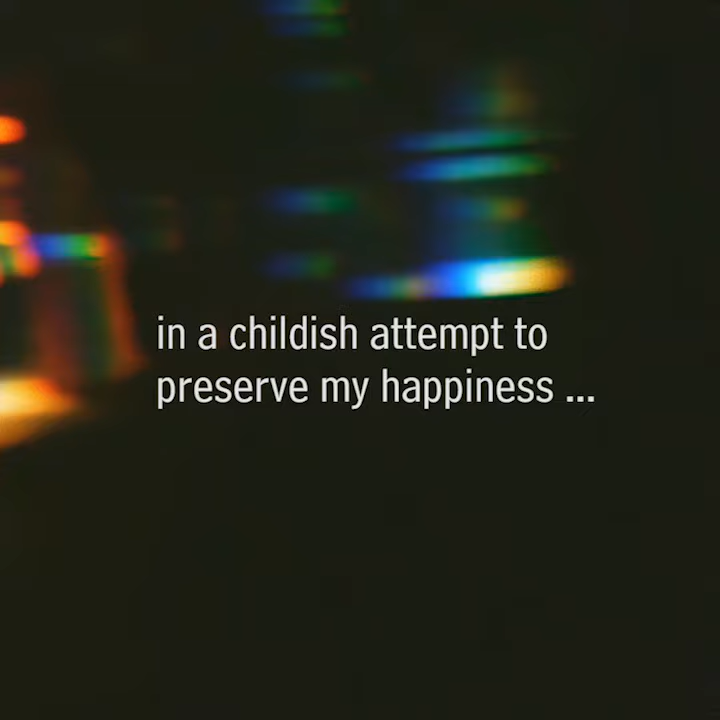 in a childish attempt to
preserve my happiness ...